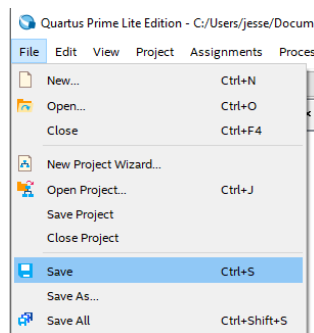 Quartus Prime Lite Edition - C:/Users/jesse/Docum
File Edit View Project Assignments Proces
New... Ctrl+N
Open... Ctrl+O
Close Ctrl+F4
New Project Wizard...
Open Project... Ctrl+J
Save Project
Close Project
Save Ctrl+S
Save As...
Save All Ctrl+Shift+S